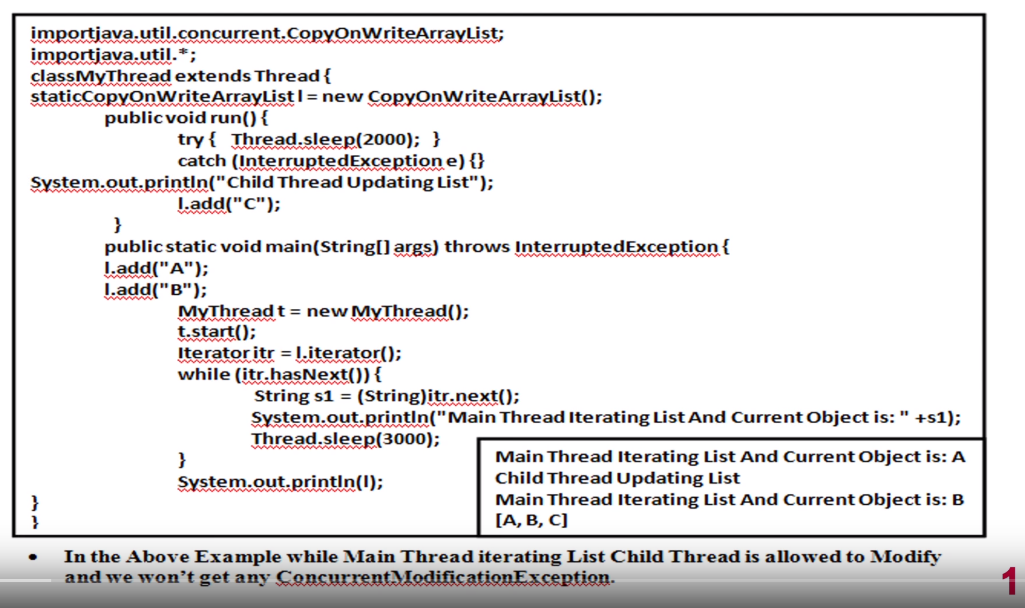 importjava.util.concurrent.CopyOnWriteArrayList;
importjava.util.*;
classMyThread extends Thread {
staticCopyOnWriteArrayList l = new CopyOnWriteArrayList();
public void run() {
try { Thread.sleep(2000); }
catch (InterruptedException e) {}
System.out.println("Child Thread Updating List");
l.add("C");
}
public static void main(String[] args) throws InterruptedException {
l.add("A");
l.add("B");
MyThread t = new MyThread();
t.start();
Iterator itr = l.iterator();
while (itr.hasNext()) {
String s1 = (String)itr.next();
System.out.println("Main Thread Iterating List And Current Object is: " +s1);
Thread.sleep(3000);
}
System.out.println(l);
}
}
Main Thread Iterating List And Current Object is: A
Child Thread Updating List
Main Thread Iterating List And Current Object is: B
[A, B, C]
• In the Above Example while Main Thread iterating List Child Thread is allowed to Modify
and we won't get any ConcurrentModificationException.
1